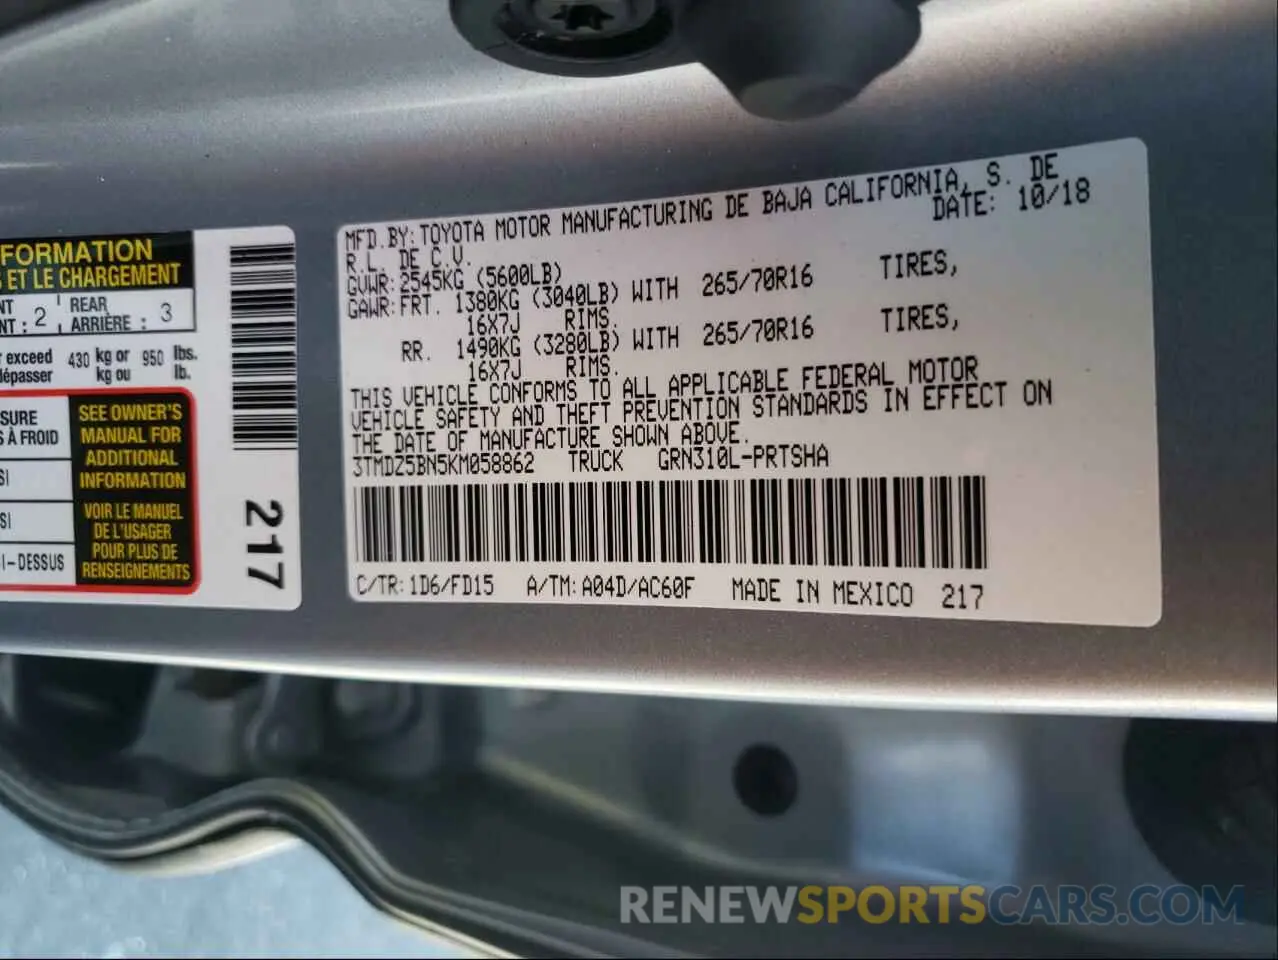 NFORMATION
S ET LE CHARGEMENT
NT : 2 REAR ARRIÈRE : 3
r exceed 430 kg or 950 lbs.
dépasser kg ou lb.
SURE
S À FROID
SI
SI
I-DESSUS
SEE OWNER'S
MANUAL FOR
ADDITIONAL
INFORMATION
VOIR LE MANUEL
DE L'USAGER
POUR PLUS DE
RENSEIGNEMENTS
217
MFD.BY:TOYOTA MOTOR MANUFACTURING DE BAJA CALIFORNIA, S. DE
R.L. DE C.V. DATE: 10/18
GVWR:2545KG (5600LB)
GAWR:FRT. 1380KG (3040LB) WITH 265/70R16 TIRES,
16X7J RIMS.
RR. 1490KG (3280LB) WITH 265/70R16 TIRES,
16X7J RIMS.
THIS VEHICLE CONFORMS TO ALL APPLICABLE FEDERAL MOTOR
VEHICLE SAFETY AND THEFT PREVENTION STANDARDS IN EFFECT ON
THE DATE OF MANUFACTURE SHOWN ABOVE.
3TMDZ5BN5KM058862 TRUCK GRN310L-PRTSHA
C/TR:1D6/FD15 A/TM:A04D/AC60F MADE IN MEXICO 217
RENEWSPORTSCARS.COM